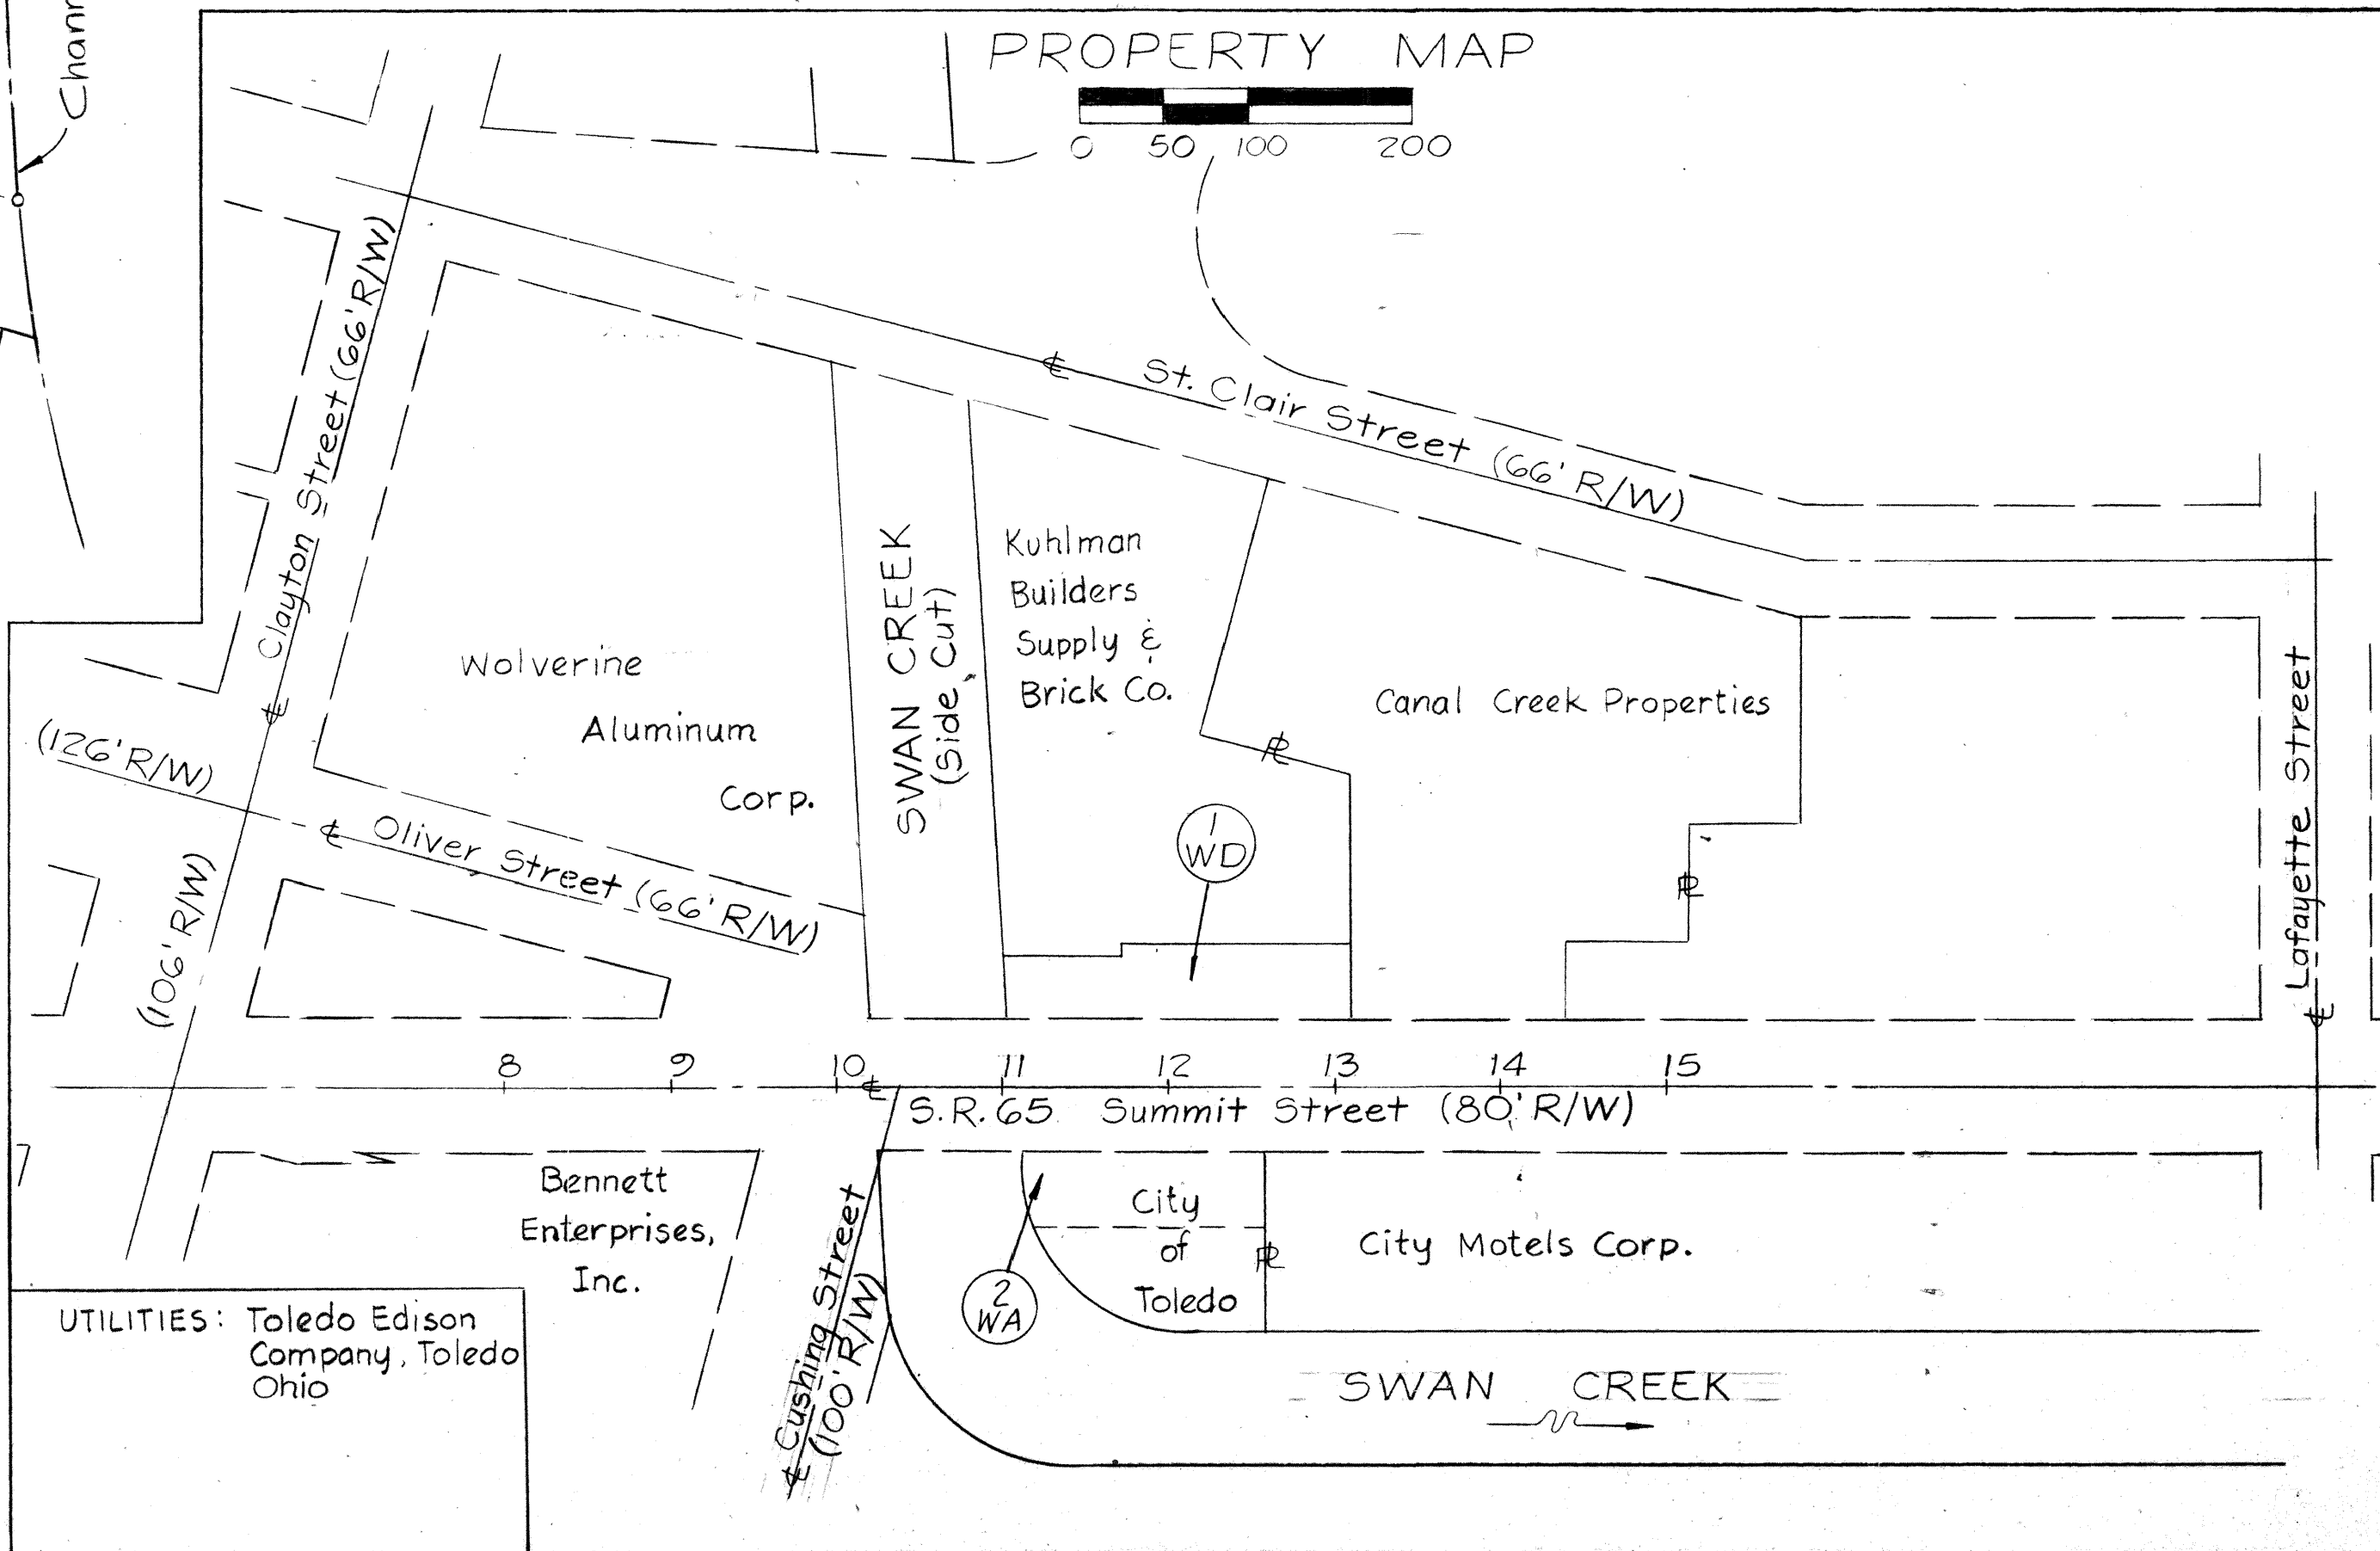 Chann
PROPERTY MAP
0 50 100 200
Clayton Street (66' R/W)
℄
St. Clair Street (66' R/W)
℄
Kuhlman
Builders
Supply &
Brick Co.
SWAN CREEK
(Side Cut)
Wolverine
Aluminum
Corp.
Canal Creek Properties
Lafayette Street
℄
(126' R/W)
℄ Oliver Street (66' R/W)
(106' R/W)
PL
1
WD
PL
8 9 10 11 12 13 14 15
℄
S.R. 65 Summit Street (80' R/W)
Bennett
Enterprises,
Inc.
℄ Cushing Street
(100' R/W)
City
of
Toledo
PL
City Motels Corp.
2
WA
UTILITIES: Toledo Edison
Company, Toledo
Ohio
SWAN CREEK